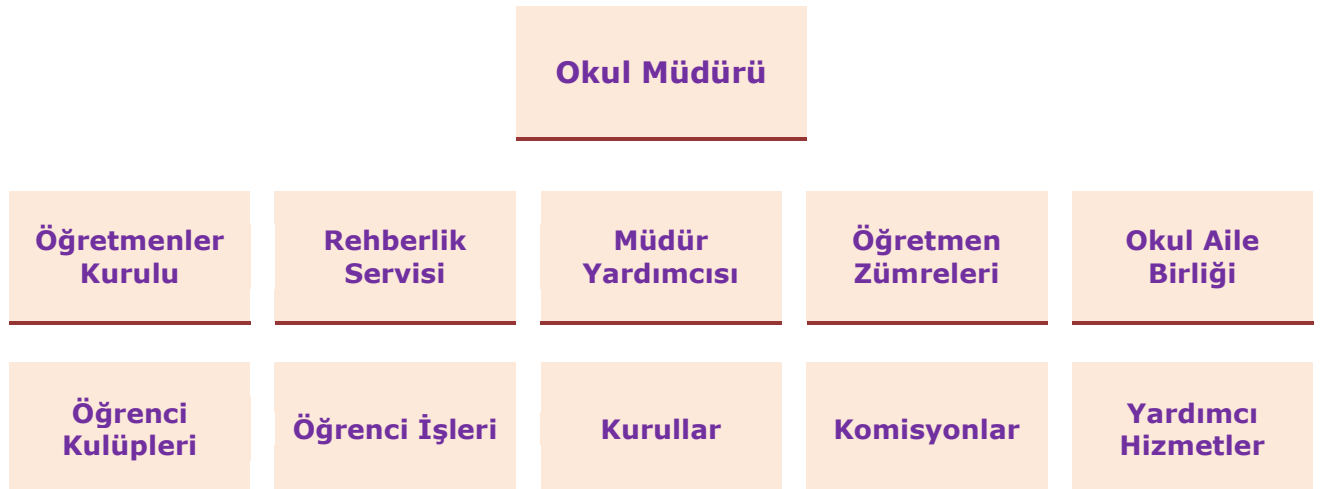 Okul Müdürü
Öğretmenler
Kurulu
Rehberlik
Servisi
Müdür
Yardımcısı
Öğretmen
Zümreleri
Okul Aile
Birliği
Öğrenci
Kulüpleri
Öğrenci İşleri
Kurullar
Komisyonlar
Yardımcı
Hizmetler